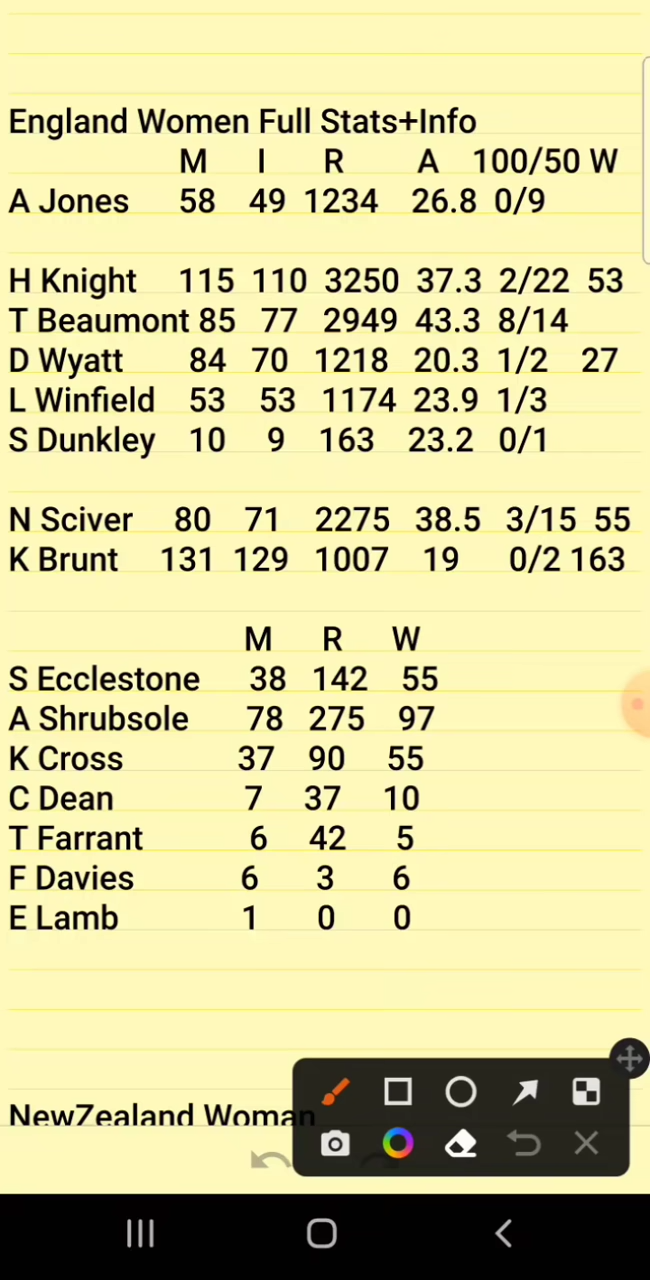 England Women Full Stats+Info
M I R A 100/50 W
A Jones 58 49 1234 26.8 0/9
H Knight 115 110 3250 37.3 2/22 53
T Beaumont 85 77 2949 43.3 8/14
D Wyatt 84 70 1218 20.3 1/2 27
L Winfield 53 53 1174 23.9 1/3
S Dunkley 10 9 163 23.2 0/1
N Sciver 80 71 2275 38.5 3/15 55
K Brunt 131 129 1007 19 0/2 163
M R W
S Ecclestone 38 142 55
A Shrubsole 78 275 97
K Cross 37 90 55
C Dean 7 37 10
T Farrant 6 42 5
F Davies 6 3 6
E Lamb 1 0 0
NewZealand Woman